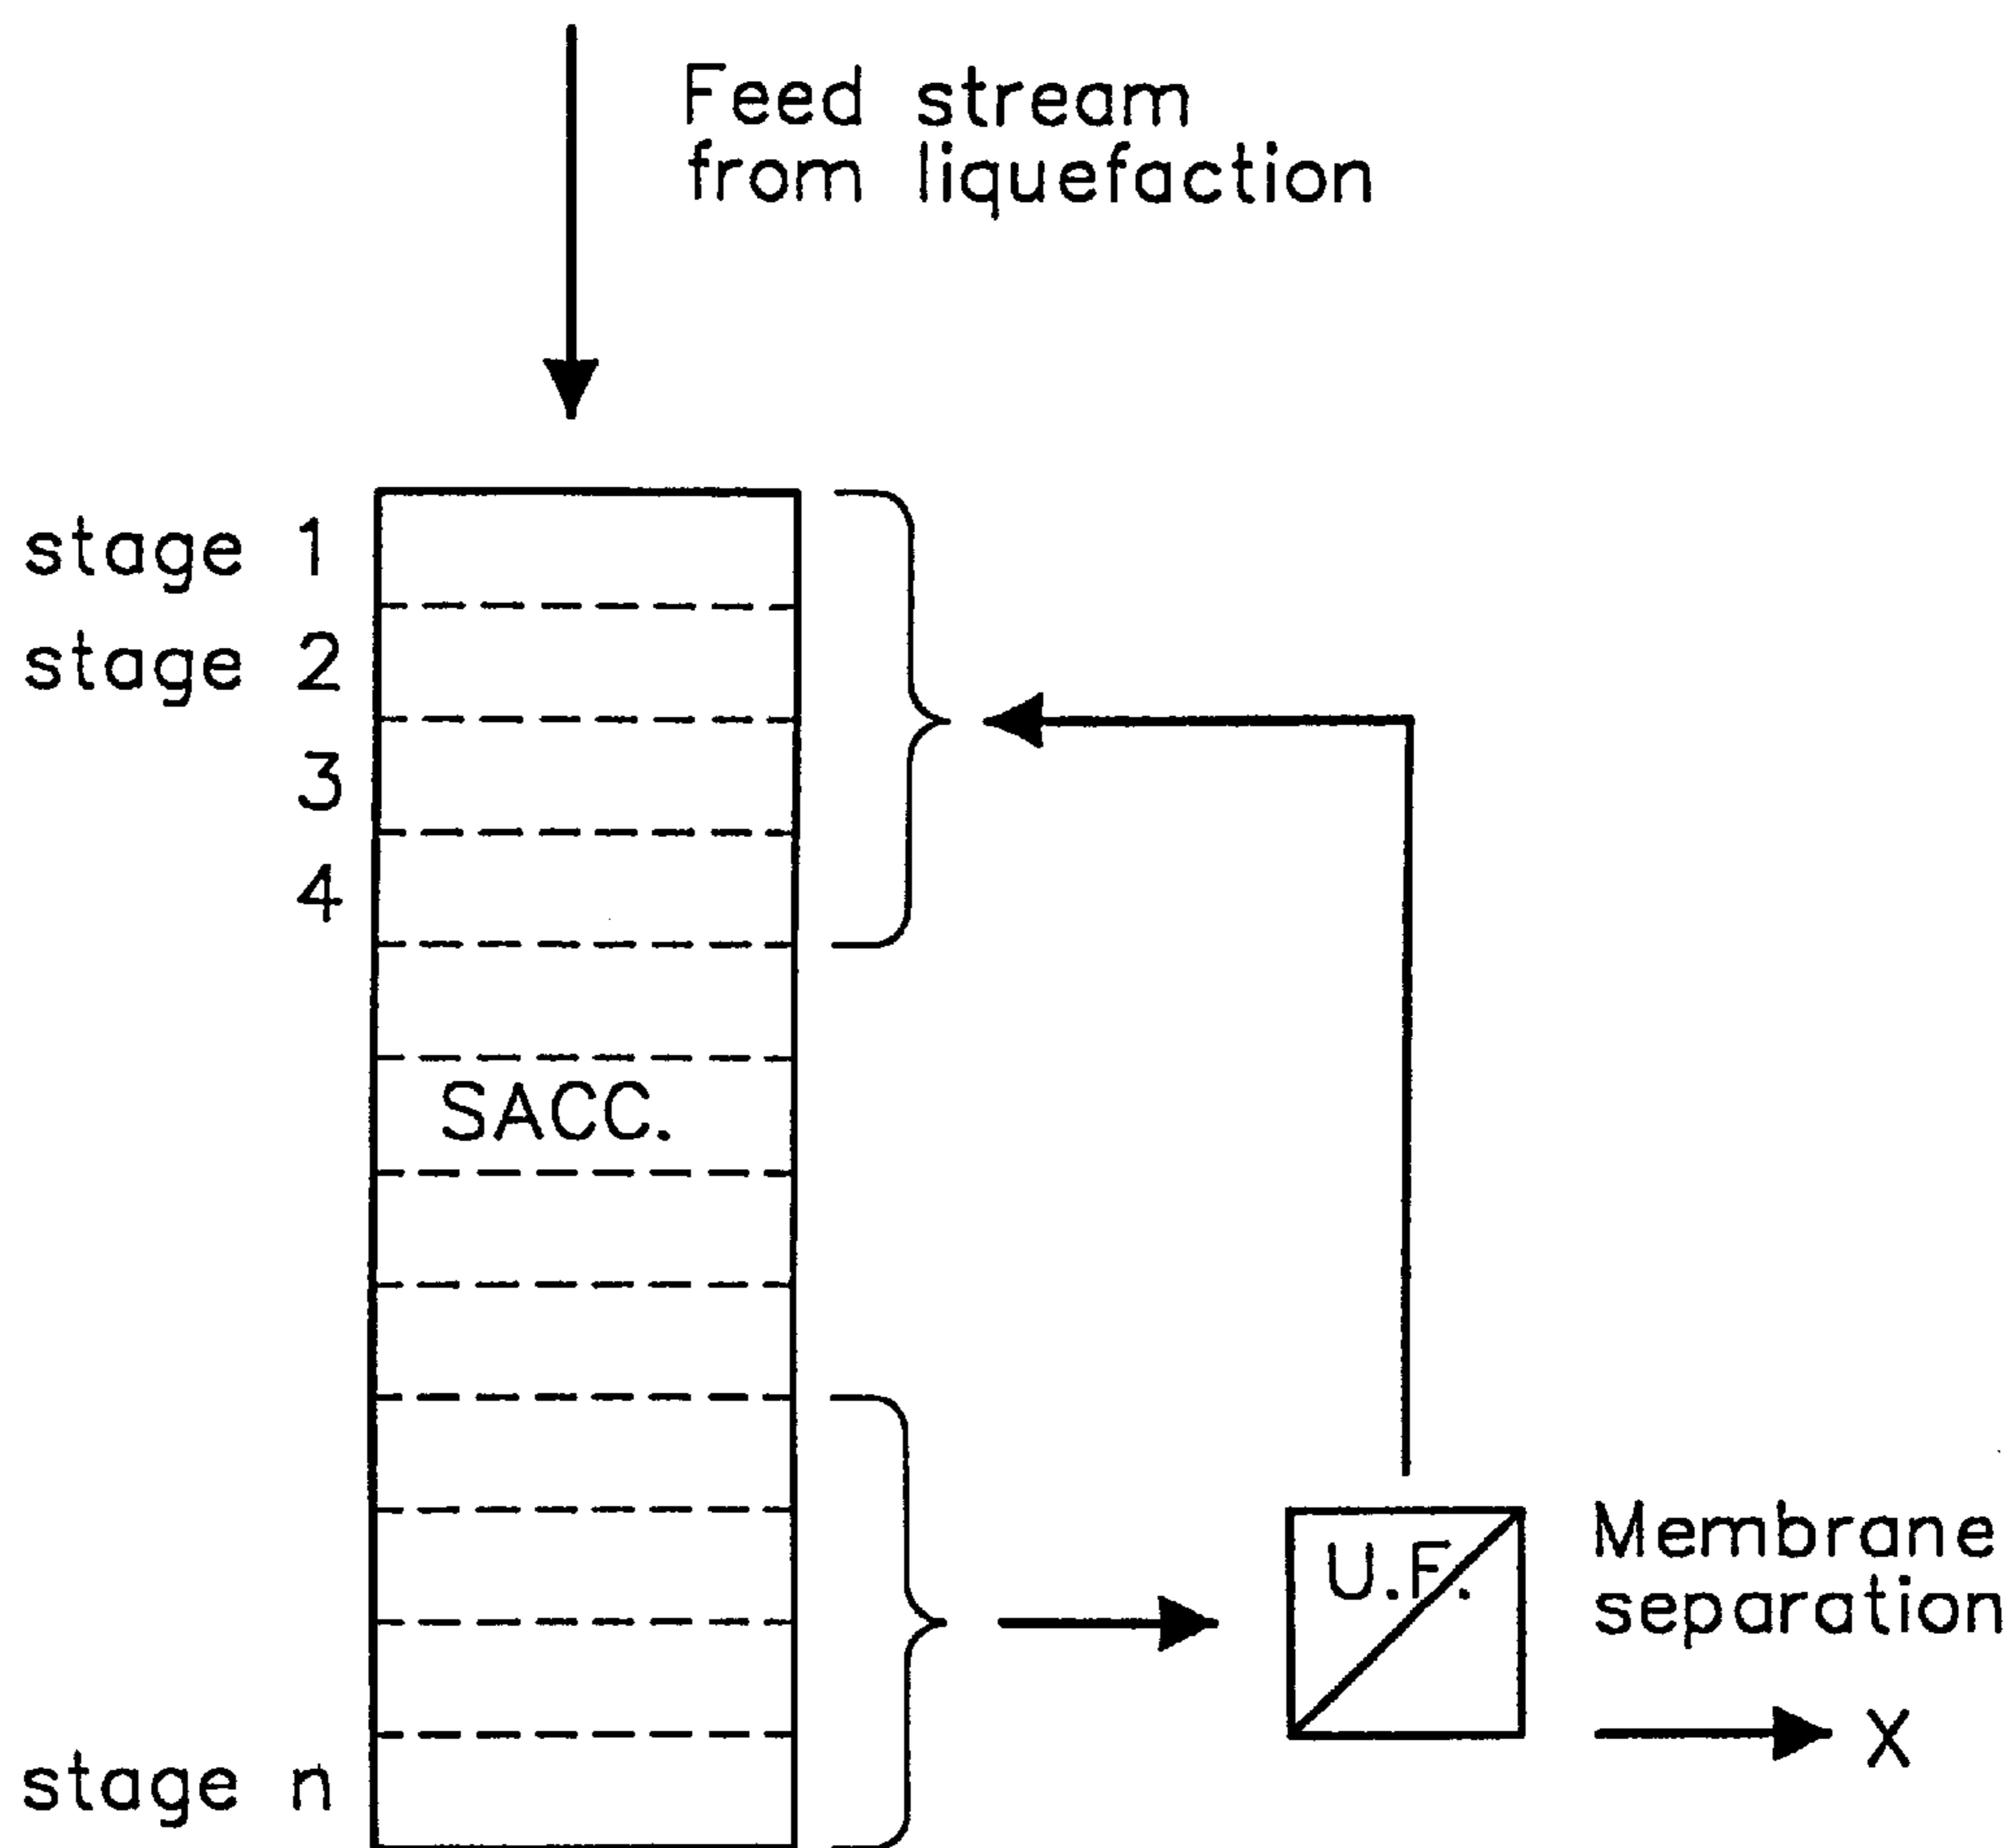 Feed stream
from liquefaction
stage 1
stage 2
3
4
SACC.
U.F.
Membrane
separation
X
stage n